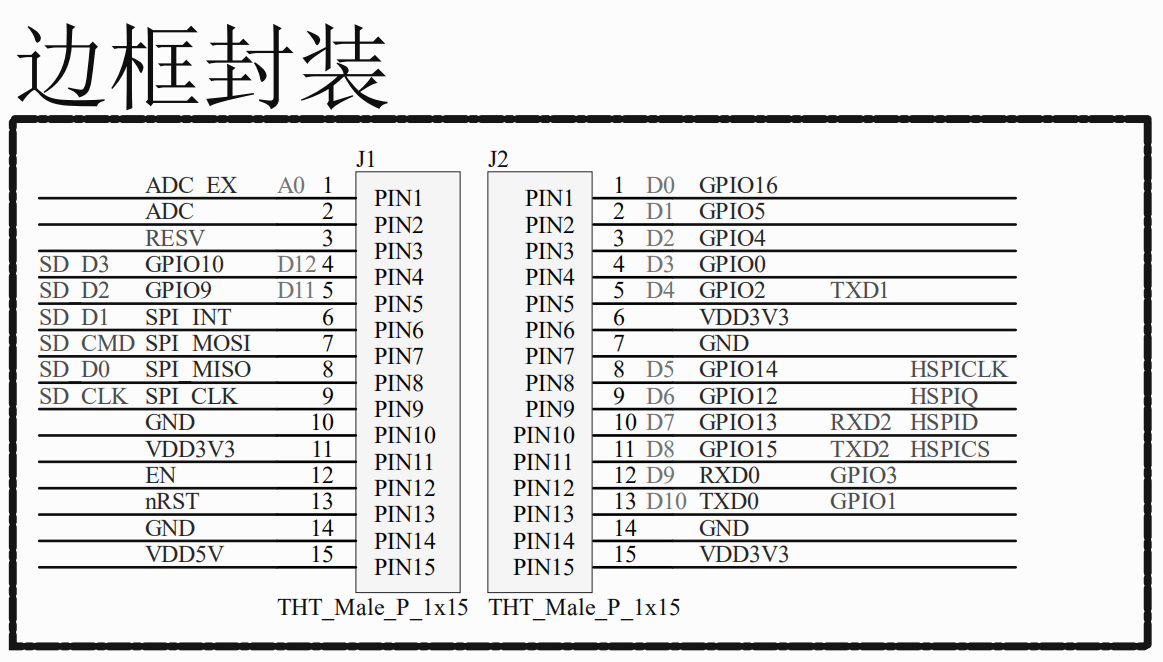 边框封装
J1 J2
ADC_EX A0 1 PIN1 PIN1 1 D0 GPIO16
ADC 2 PIN2 PIN2 2 D1 GPIO5
RESV 3 PIN3 PIN3 3 D2 GPIO4
SD_D3 GPIO10 D12 4 PIN4 PIN4 4 D3 GPIO0
SD_D2 GPIO9 D11 5 PIN5 PIN5 5 D4 GPIO2 TXD1
SD_D1 SPI_INT 6 PIN6 PIN6 6 VDD3V3
SD_CMD SPI_MOSI 7 PIN7 PIN7 7 GND
SD_D0 SPI_MISO 8 PIN8 PIN8 8 D5 GPIO14 HSPICLK
SD_CLK SPI_CLK 9 PIN9 PIN9 9 D6 GPIO12 HSPIQ
GND 10 PIN10 PIN10 10 D7 GPIO13 RXD2 HSPID
VDD3V3 11 PIN11 PIN11 11 D8 GPIO15 TXD2 HSPICS
EN 12 PIN12 PIN12 12 D9 RXD0 GPIO3
nRST 13 PIN13 PIN13 13 D10 TXD0 GPIO1
GND 14 PIN14 PIN14 14 GND
VDD5V 15 PIN15 PIN15 15 VDD3V3
THT_Male_P_1x15 THT_Male_P_1x15